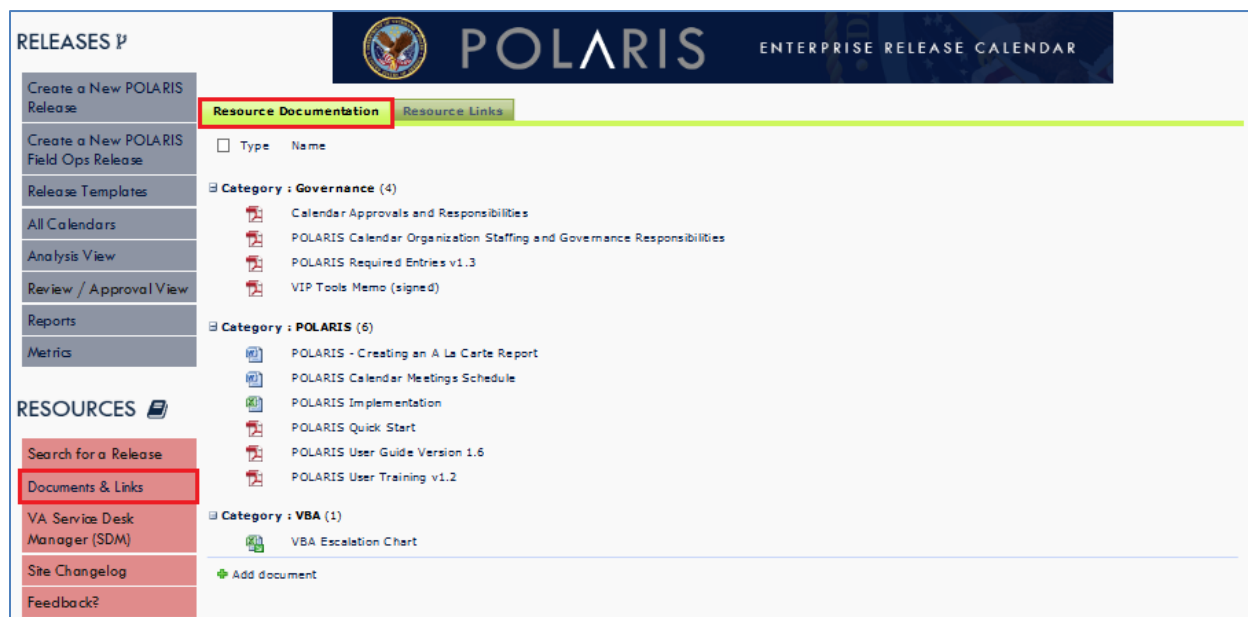 RELEASES
Create a New POLARIS
Release
Create a New POLARIS
Field Ops Release
Release Templates
All Calendars
Analysis View
Review / Approval View
Reports
Metrics
RESOURCES
Search for a Release
Documents & Links
VA Service Desk
Manager (SDM)
Site Changelog
Feedback?
POLARIS ENTERPRISE RELEASE CALENDAR
Resource Documentation Resource Links
Type Name
Category : Governance (4)
Calendar Approvals and Responsibilities
POLARIS Calendar Organization Staffing and Governance Responsibilities
POLARIS Required Entries v1.3
VIP Tools Memo (signed)
Category : POLARIS (6)
POLARIS - Creating an A La Carte Report
POLARIS Calendar Meetings Schedule
POLARIS Implementation
POLARIS Quick Start
POLARIS User Guide Version 1.6
POLARIS User Training v1.2
Category : VBA (1)
VBA Escalation Chart
Add document